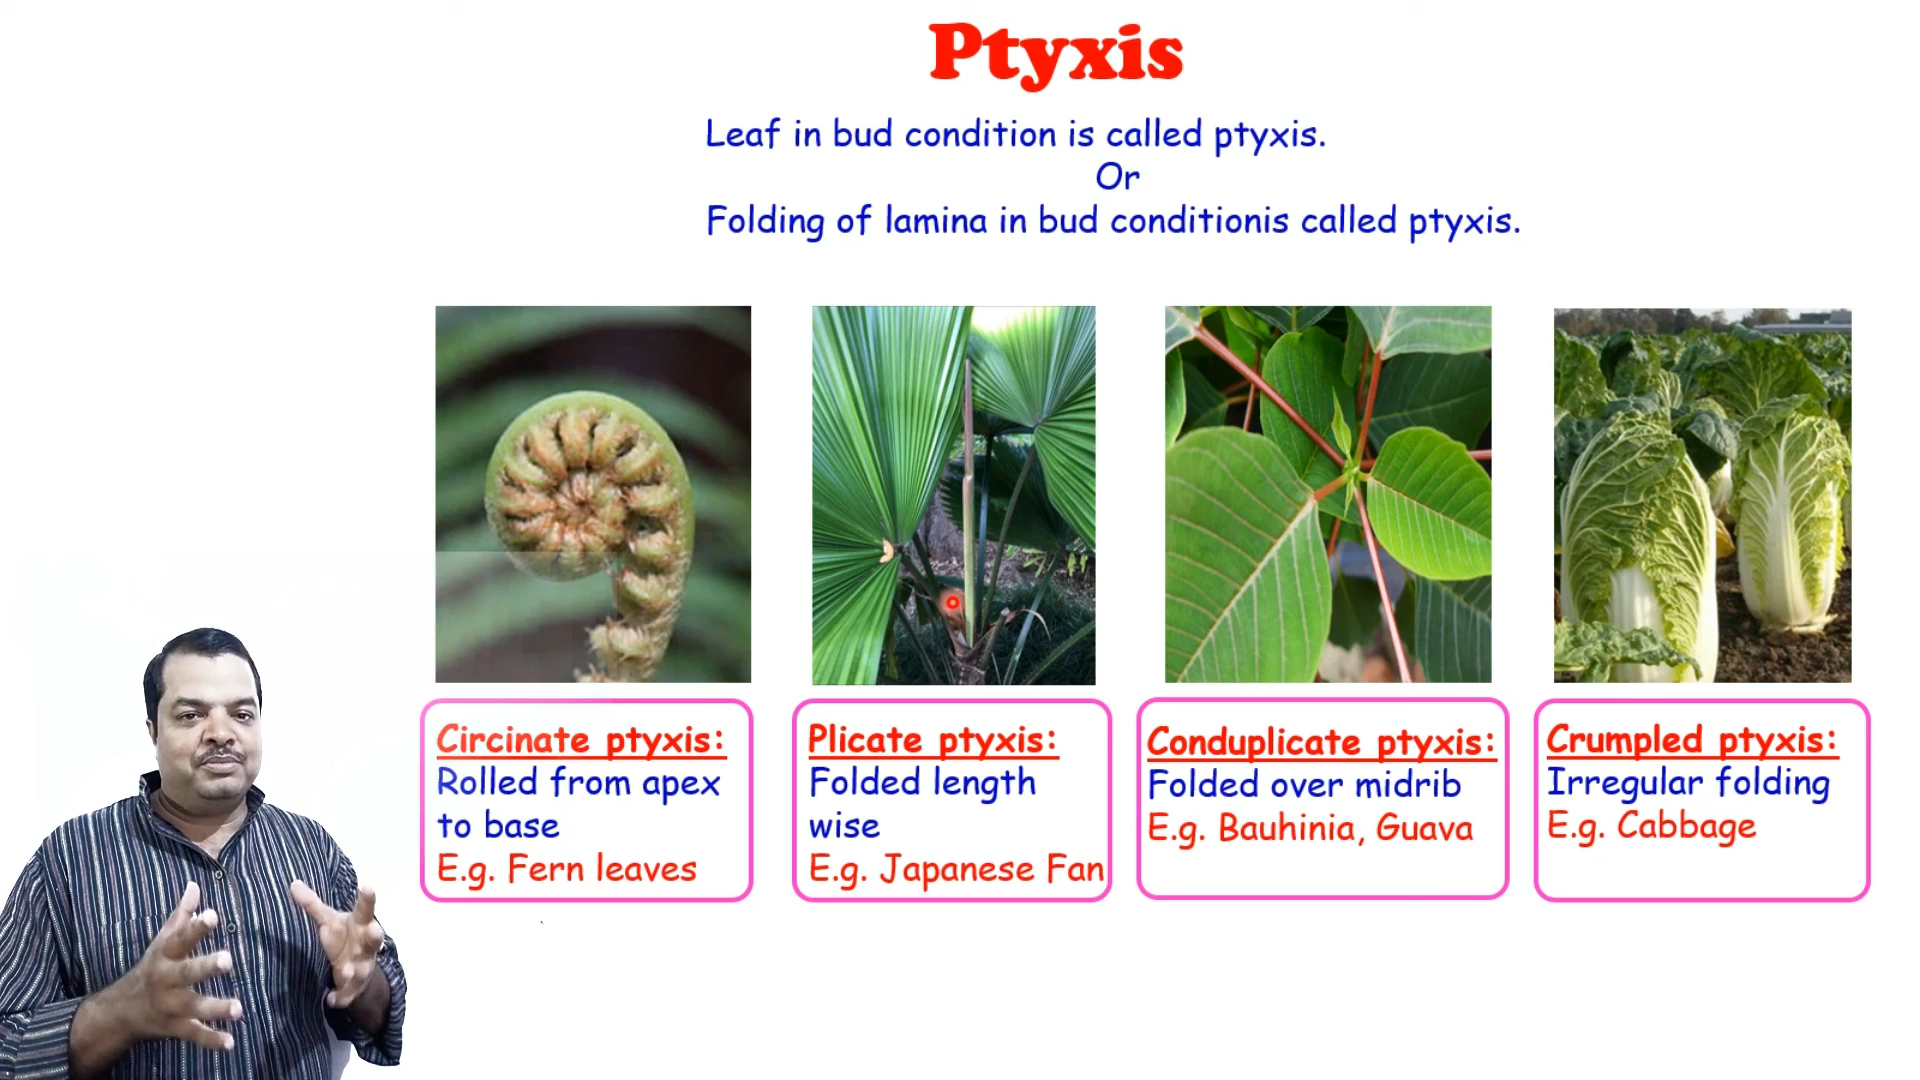 Ptyxis
Leaf in bud condition is called ptyxis.
Or
Folding of lamina in bud conditionis called ptyxis.
Circinate ptyxis:
Rolled from apex
to base
E.g. Fern leaves
Plicate ptyxis:
Folded length
wise
E.g. Japanese Fan
Conduplicate ptyxis:
Folded over midrib
E.g. Bauhinia, Guava
Crumpled ptyxis:
Irregular folding
E.g. Cabbage